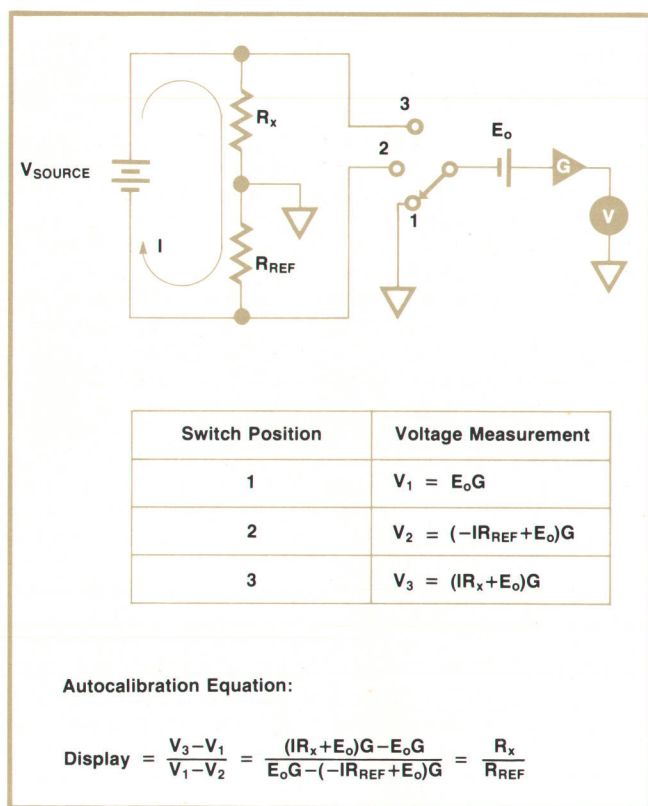 3
Rx
Eo
2
G
VSOURCE
V
1
I
RREF
Switch Position Voltage Measurement
1 V1 = EoG
2 V2 = (−IRREF+Eo)G
3 V3 = (IRx+Eo)G
Autocalibration Equation:
Display = V3−V1 / V1−V2 = (IRx+Eo)G−EoG / EoG−(−IRREF+Eo)G = Rx / RREF